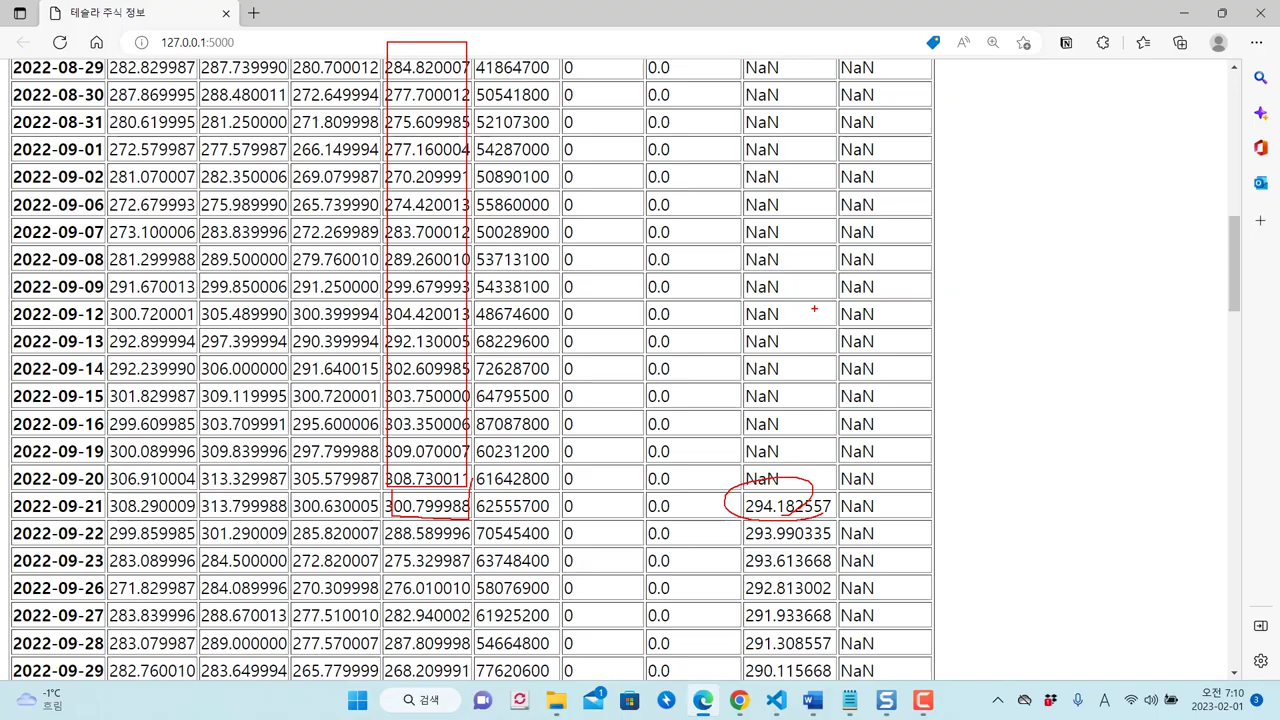 테슬라 주식 정보
127.0.0.1:5000
2022-08-29 282.829987 287.739990 280.700012 284.820007 41864700 0 0.0 NaN NaN
2022-08-30 287.869995 288.480011 272.649994 277.700012 50541800 0 0.0 NaN NaN
2022-08-31 280.619995 281.250000 271.809998 275.609985 52107300 0 0.0 NaN NaN
2022-09-01 272.579987 277.579987 266.149994 277.160004 54287000 0 0.0 NaN NaN
2022-09-02 281.070007 282.350006 269.079987 270.209991 50890100 0 0.0 NaN NaN
2022-09-06 272.679993 275.989990 265.739990 274.420013 55860000 0 0.0 NaN NaN
2022-09-07 273.100006 283.839996 272.269989 283.700012 50028900 0 0.0 NaN NaN
2022-09-08 281.299988 289.500000 279.760010 289.260010 53713100 0 0.0 NaN NaN
2022-09-09 291.670013 299.850006 291.250000 299.679993 54338100 0 0.0 NaN NaN
2022-09-12 300.720001 305.489990 300.399994 304.420013 48674600 0 0.0 NaN NaN
2022-09-13 292.899994 297.399994 290.399994 292.130005 68229600 0 0.0 NaN NaN
2022-09-14 292.239990 306.000000 291.640015 302.609985 72628700 0 0.0 NaN NaN
2022-09-15 301.829987 309.119995 300.720001 303.750000 64795500 0 0.0 NaN NaN
2022-09-16 299.609985 303.709991 295.600006 303.350006 87087800 0 0.0 NaN NaN
2022-09-19 300.089996 309.839996 297.799988 309.070007 60231200 0 0.0 NaN NaN
2022-09-20 306.910004 313.329987 305.579987 308.730011 61642800 0 0.0 NaN NaN
2022-09-21 308.290009 313.799988 300.630005 300.799988 62555700 0 0.0 294.182557 NaN
2022-09-22 299.859985 301.290009 285.820007 288.589996 70545400 0 0.0 293.990335 NaN
2022-09-23 283.089996 284.500000 272.820007 275.329987 63748400 0 0.0 293.613668 NaN
2022-09-26 271.829987 284.089996 270.309998 276.010010 58076900 0 0.0 292.813002 NaN
2022-09-27 283.839996 288.670013 277.510010 282.940002 61925200 0 0.0 291.933668 NaN
2022-09-28 283.079987 289.000000 277.570007 287.809998 54664800 0 0.0 291.308557 NaN
2022-09-29 282.760010 283.649994 265.779999 268.209991 77620600 0 0.0 290.115668 NaN
-1°C
흐림
검색
1
A
오전 7:10
2023-02-01
3